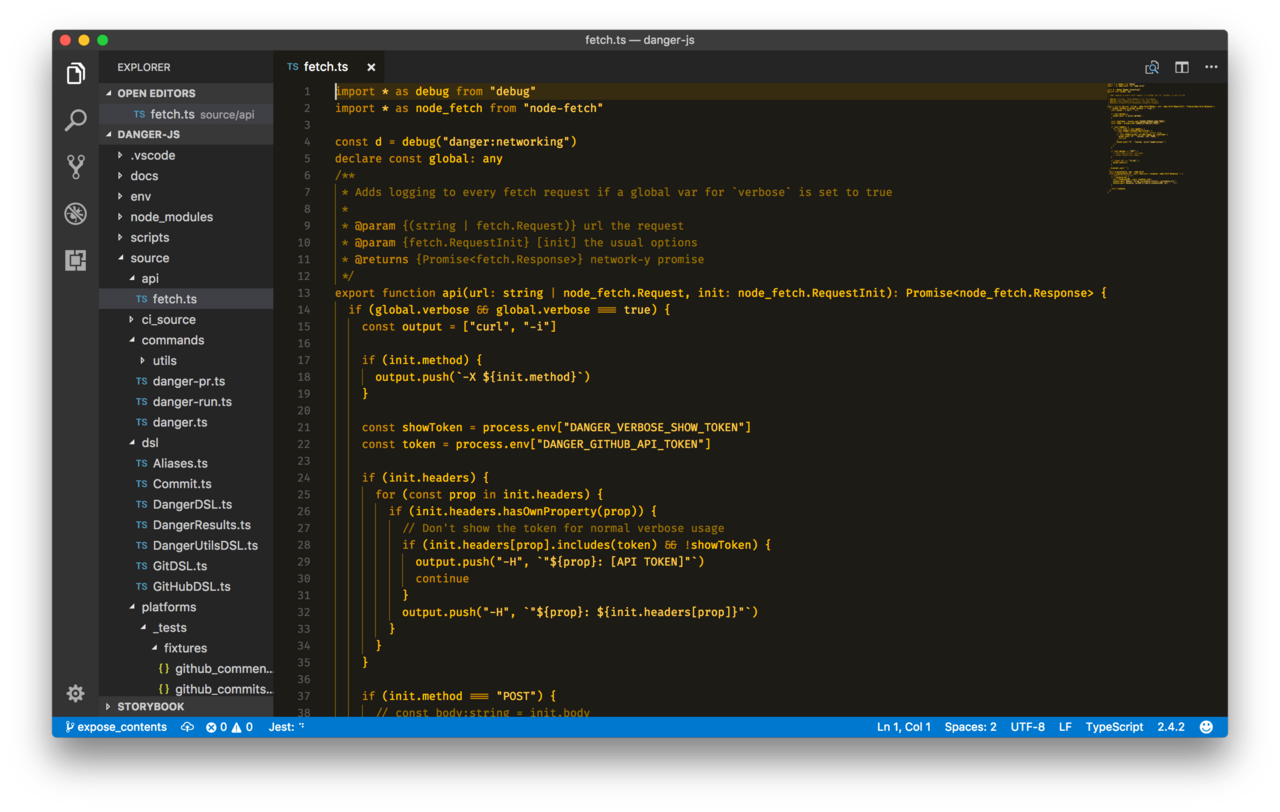 fetch.ts — danger-js
EXPLORER
OPEN EDITORS
TS fetch.ts source/api
DANGER-JS
.vscode
docs
env
node_modules
scripts
source
api
TS fetch.ts
ci_source
commands
utils
TS danger-pr.ts
TS danger-run.ts
TS danger.ts
dsl
TS Aliases.ts
TS Commit.ts
TS DangerDSL.ts
TS DangerResults.ts
TS DangerUtilsDSL.ts
TS GitDSL.ts
TS GitHubDSL.ts
platforms
_tests
fixtures
{} github_commen...
{} github_commits...
STORYBOOK
TS fetch.ts ×
1 import * as debug from "debug"
2 import * as node_fetch from "node-fetch"
3
4 const d = debug("danger:networking")
5 declare const global: any
6 /**
7  * Adds logging to every fetch request if a global var for `verbose` is set to true
8  *
9  * @param {(string | fetch.Request)} url the request
10  * @param {fetch.RequestInit} [init] the usual options
11  * @returns {Promise<fetch.Response>} network-y promise
12  */
13 export function api(url: string | node_fetch.Request, init: node_fetch.RequestInit): Promise<node_fetch.Response> {
14   if (global.verbose && global.verbose === true) {
15     const output = ["curl", "-i"]
16
17     if (init.method) {
18       output.push(`-X ${init.method}`)
19     }
20
21     const showToken = process.env["DANGER_VERBOSE_SHOW_TOKEN"]
22     const token = process.env["DANGER_GITHUB_API_TOKEN"]
23
24     if (init.headers) {
25       for (const prop in init.headers) {
26         if (init.headers.hasOwnProperty(prop)) {
27           // Don't show the token for normal verbose usage
28           if (init.headers[prop].includes(token) && !showToken) {
29             output.push("-H", `"${prop}: [API TOKEN]"`)
30             continue
31           }
32           output.push("-H", `"${prop}: ${init.headers[prop]}"`)
33         }
34       }
35     }
36
37     if (init.method === "POST") {
38       // const body:string = init.body
expose_contents 0 0 Jest:
Ln 1, Col 1 Spaces: 2 UTF-8 LF TypeScript 2.4.2